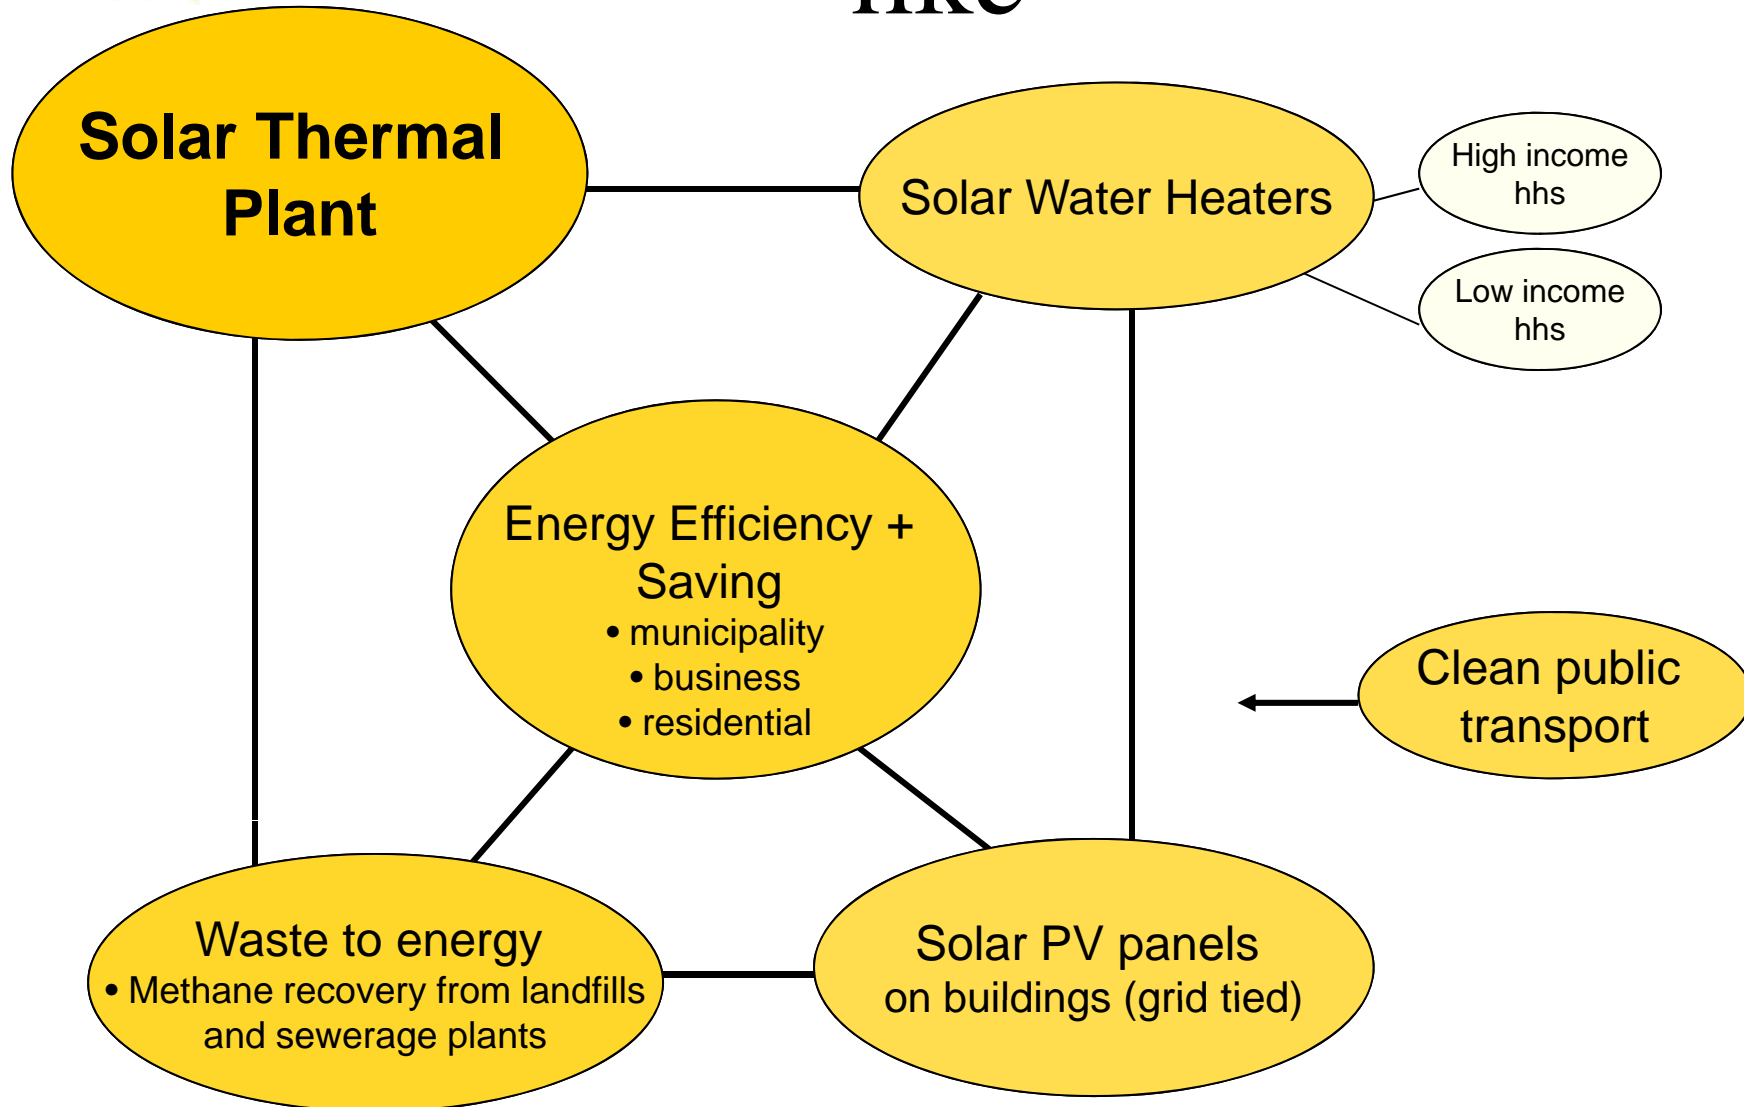 like
Solar Thermal
Plant
Solar Water Heaters
High income
hhs
Low income
hhs
Energy Efficiency +
Saving
• municipality
• business
• residential
Clean public
transport
Waste to energy
• Methane recovery from landfills
and sewerage plants
Solar PV panels
on buildings (grid tied)